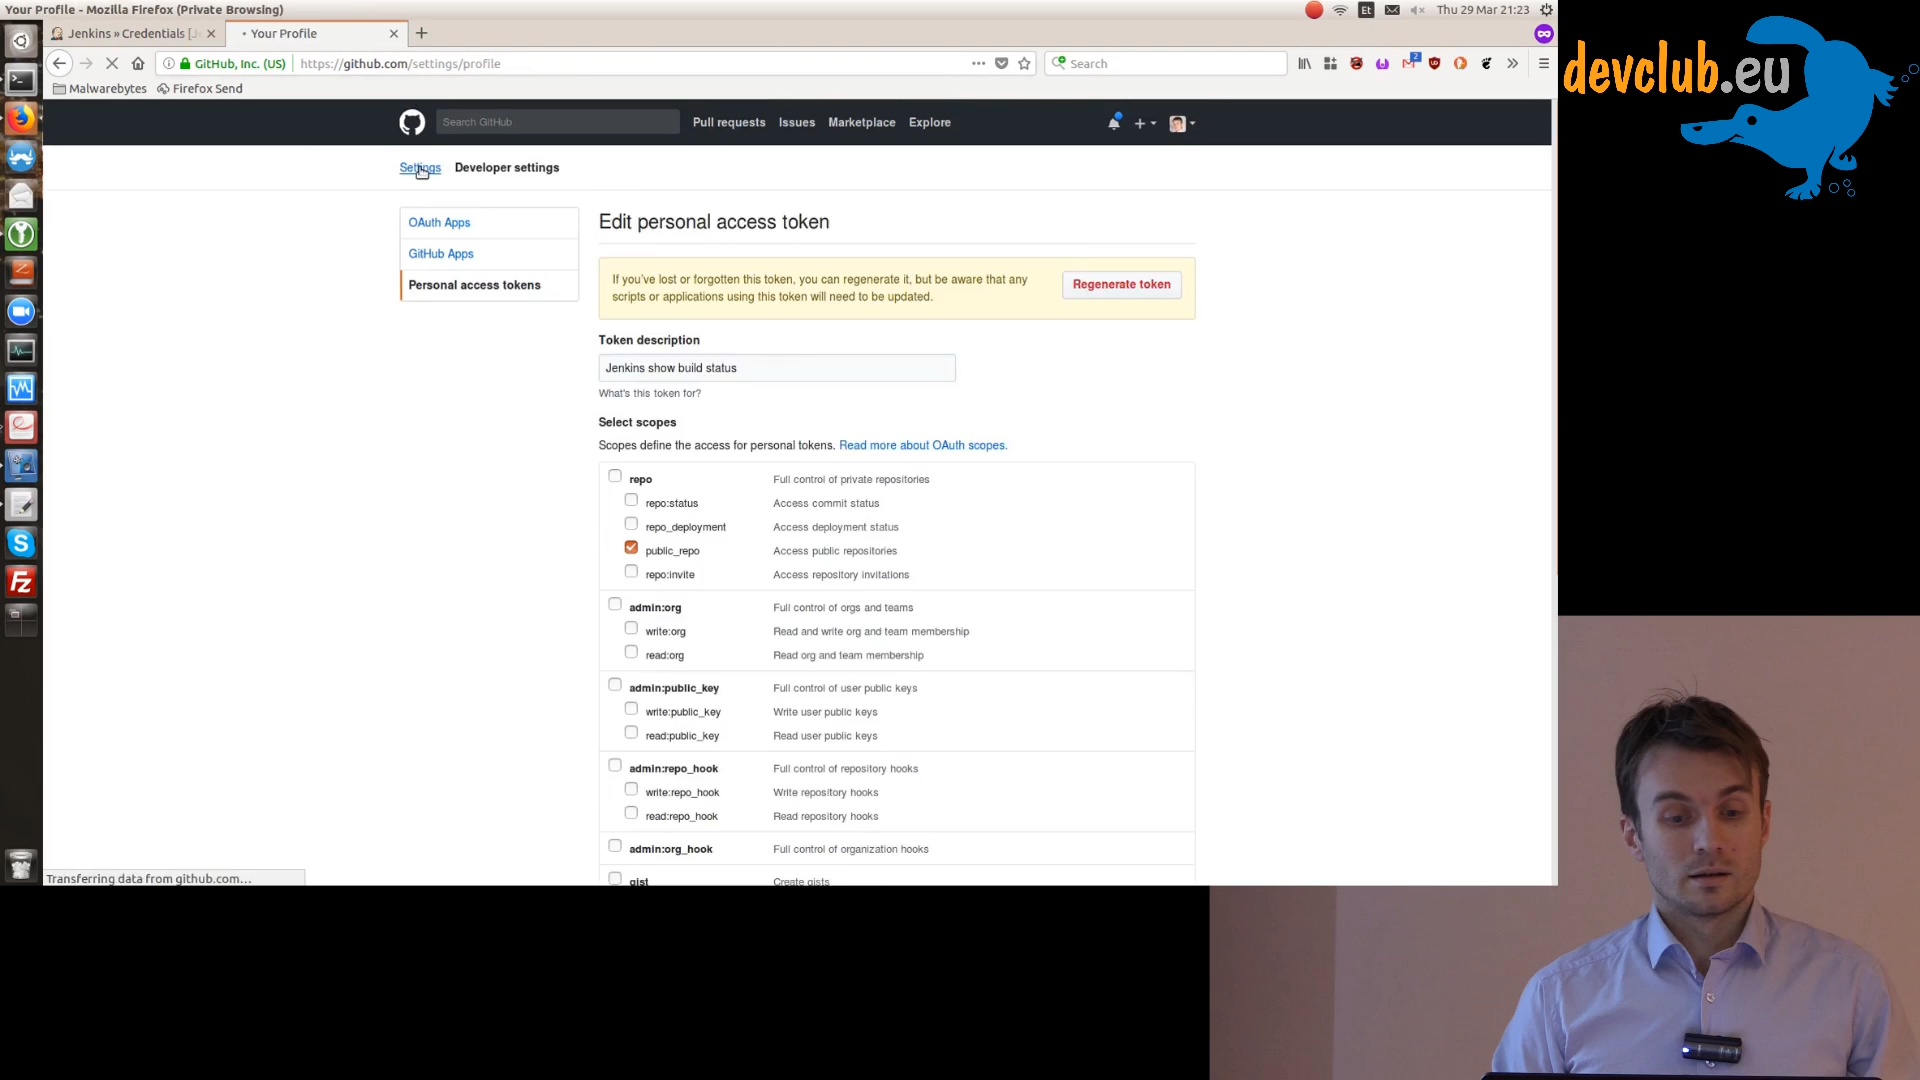 Your Profile - Mozilla Firefox (Private Browsing)
Et
Thu 29 Mar 21:23
Jenkins » Credentials [J
Your Profile
GitHub, Inc. (US)
https://github.com/settings/profile
Search
2
Malwarebytes
Firefox Send
devclub.eu
Search GitHub
Pull requests
Issues
Marketplace
Explore
Settings
Developer settings
OAuth Apps
GitHub Apps
Personal access tokens
Edit personal access token
If you've lost or forgotten this token, you can regenerate it, but be aware that any
scripts or applications using this token will need to be updated.
Regenerate token
Token description
Jenkins show build status
What's this token for?
Select scopes
Scopes define the access for personal tokens. Read more about OAuth scopes.
repo Full control of private repositories
repo:status Access commit status
repo_deployment Access deployment status
public_repo Access public repositories
repo:invite Access repository invitations
admin:org Full control of orgs and teams
write:org Read and write org and team membership
read:org Read org and team membership
admin:public_key Full control of user public keys
write:public_key Write user public keys
read:public_key Read user public keys
admin:repo_hook Full control of repository hooks
write:repo_hook Write repository hooks
read:repo_hook Read repository hooks
admin:org_hook Full control of organization hooks
gist Create gists
Transferring data from github.com...